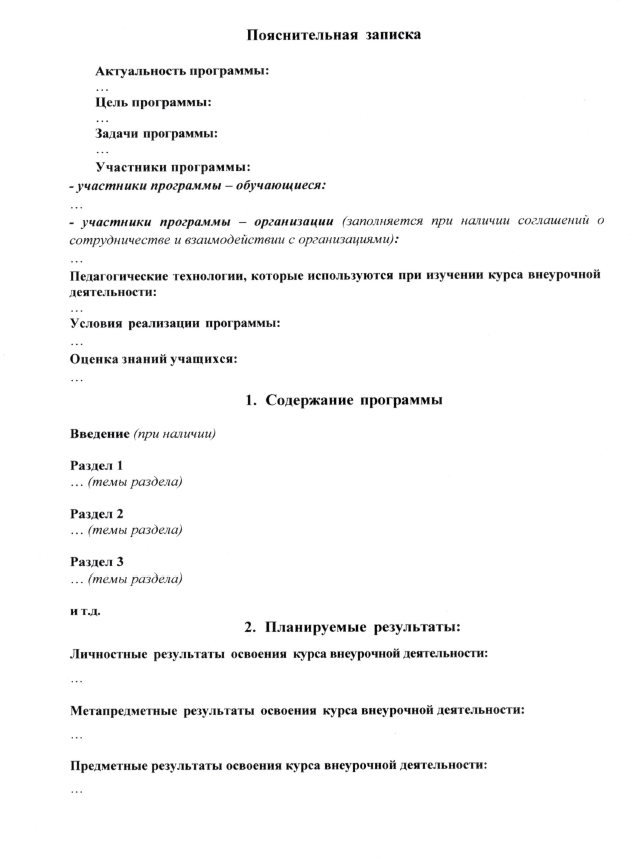 Пояснительная записка
Актуальность программы:
…
Цель программы:
…
Задачи программы:
…
Участники программы:
- участники программы – обучающиеся:
…
- участники программы – организации (заполняется при наличии соглашений о
сотрудничестве и взаимодействии с организациями):
…
Педагогические технологии, которые используются при изучении курса внеурочной
деятельности:
…
Условия реализации программы:
…
Оценка знаний учащихся:
…
1. Содержание программы
Введение (при наличии)
Раздел 1
… (темы раздела)
Раздел 2
… (темы раздела)
Раздел 3
… (темы раздела)
и т.д.
2. Планируемые результаты:
Личностные результаты освоения курса внеурочной деятельности:
…
Метапредметные результаты освоения курса внеурочной деятельности:
…
Предметные результаты освоения курса внеурочной деятельности:
…